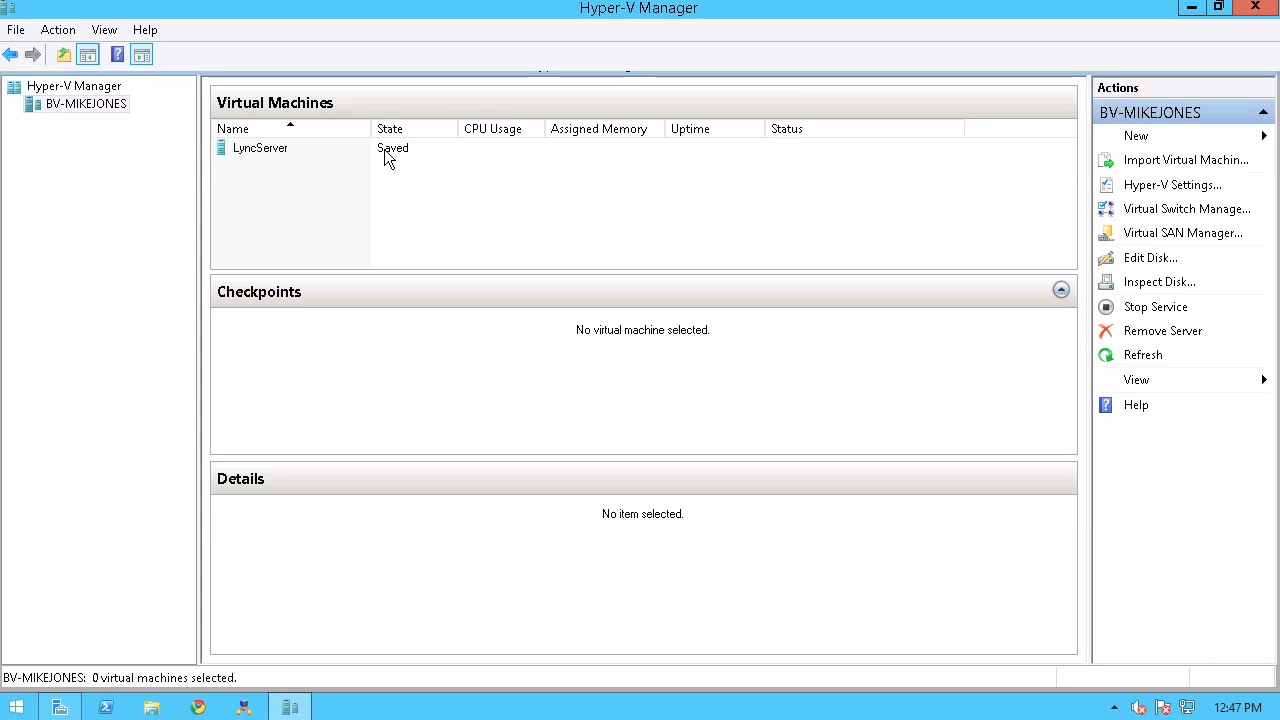 Hyper-V Manager
File Action View Help
Hyper-V Manager
BV-MIKEJONES
Virtual Machines
Name State CPU Usage Assigned Memory Uptime Status
LyncServer Saved
Checkpoints
No virtual machine selected.
Details
No item selected.
Actions
BV-MIKEJONES
New
Import Virtual Machin...
Hyper-V Settings...
Virtual Switch Manage...
Virtual SAN Manager...
Edit Disk...
Inspect Disk...
Stop Service
Remove Server
Refresh
View
Help
BV-MIKEJONES: 0 virtual machines selected.
12:47 PM